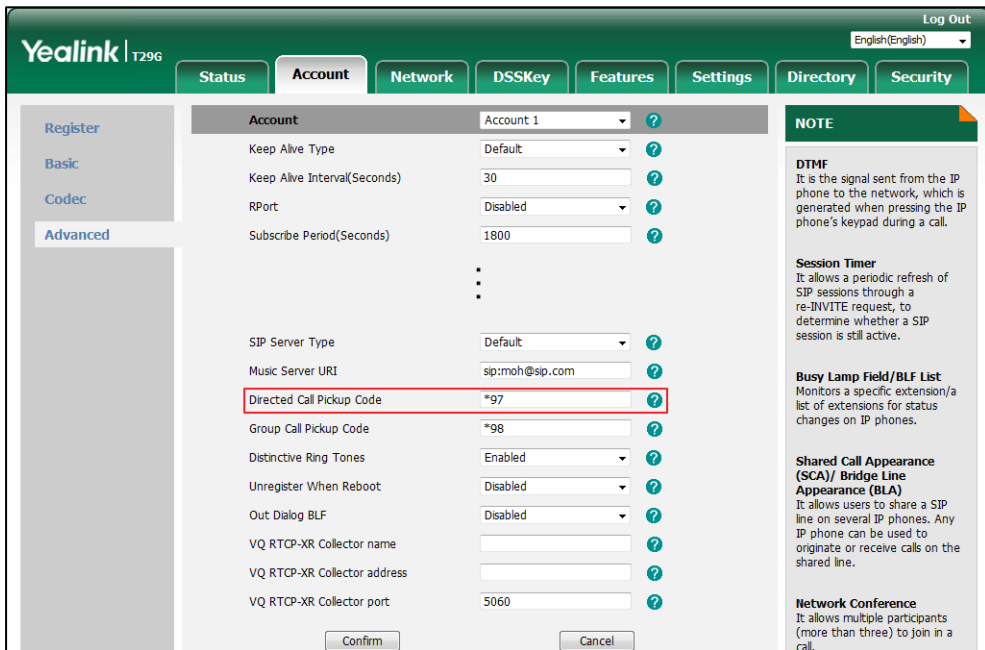 Log Out
Yealink | T29G
English(English)
Status Account Network DSSKey Features Settings Directory Security
Register
Basic
Codec
Advanced
Account Account 1 ?
Keep Alive Type Default ?
Keep Alive Interval(Seconds) 30 ?
RPort Disabled ?
Subscribe Period(Seconds) 1800 ?
SIP Server Type Default ?
Music Server URI sip:moh@sip.com ?
Directed Call Pickup Code *97 ?
Group Call Pickup Code *98 ?
Distinctive Ring Tones Enabled ?
Unregister When Reboot Disabled ?
Out Dialog BLF Disabled ?
VQ RTCP-XR Collector name ?
VQ RTCP-XR Collector address ?
VQ RTCP-XR Collector port 5060 ?
Confirm Cancel
NOTE
DTMF
It is the signal sent from the IP
phone to the network, which is
generated when pressing the IP
phone's keypad during a call.
Session Timer
It allows a periodic refresh of
SIP sessions through a
re-INVITE request, to
determine whether a SIP
session is still active.
Busy Lamp Field/BLF List
Monitors a specific extension/a
list of extensions for status
changes on IP phones.
Shared Call Appearance
(SCA)/ Bridge Line
Appearance (BLA)
It allows users to share a SIP
line on several IP phones. Any
IP phone can be used to
originate or receive calls on the
shared line.
Network Conference
It allows multiple participants
(more than three) to join in a
call.